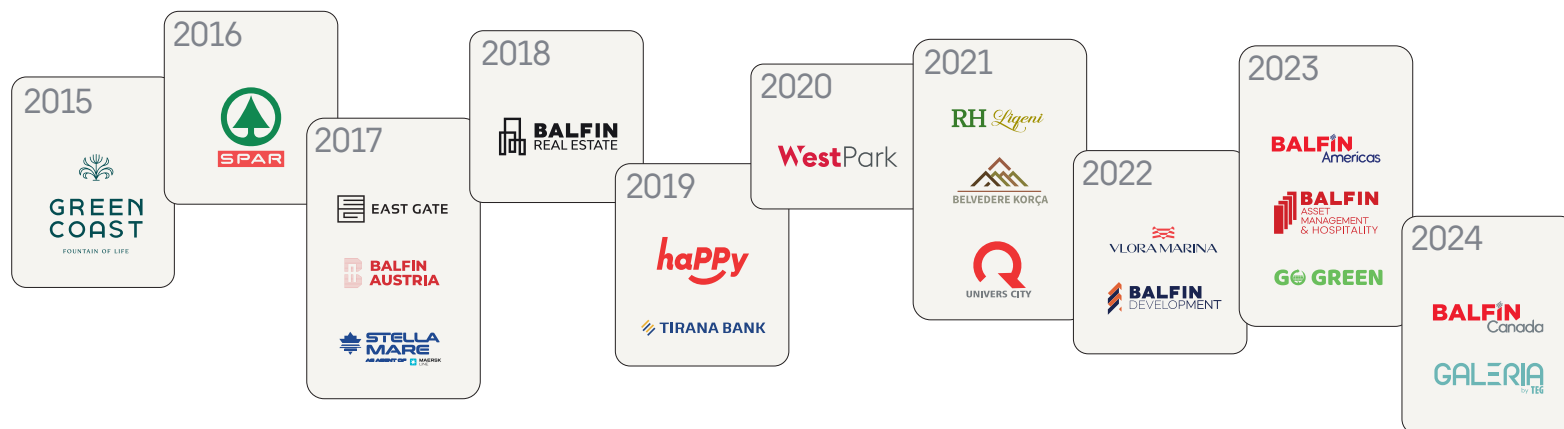 2015
GREEN
COAST
FOUNTAIN OF LIFE
2016
SPAR
2017
EAST GATE
BALFIN
AUSTRIA
STELLA
MARE
AS AGENT OF MAERSK
LINE
2018
BALFIN
REAL ESTATE
2019
haPPy
TIRANA BANK
2020
WestPark
2021
RH Liqeni
BELVEDERE KORÇA
UNIVERS CITY
2022
VLORA MARINA
BALFIN
DEVELOPMENT
2023
BALFIN
Americas
BALFIN
ASSET
MANAGEMENT
& HOSPITALITY
GO GREEN
2024
BALFIN
Canada
GALERIA
by TEG